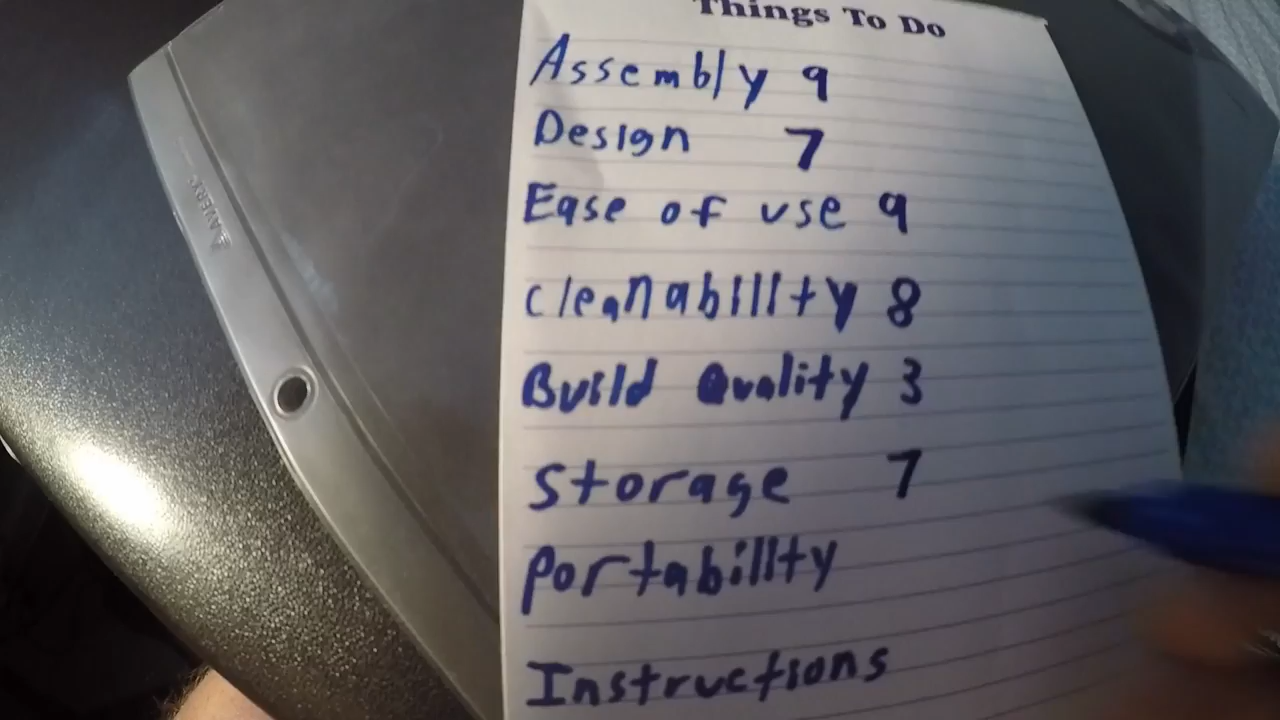 Things To Do
Assembly 9
Design 7
Ease of use 9
Cleanability 8
Build Quality 3
Storage 7
Portability
Instructions
AVERY